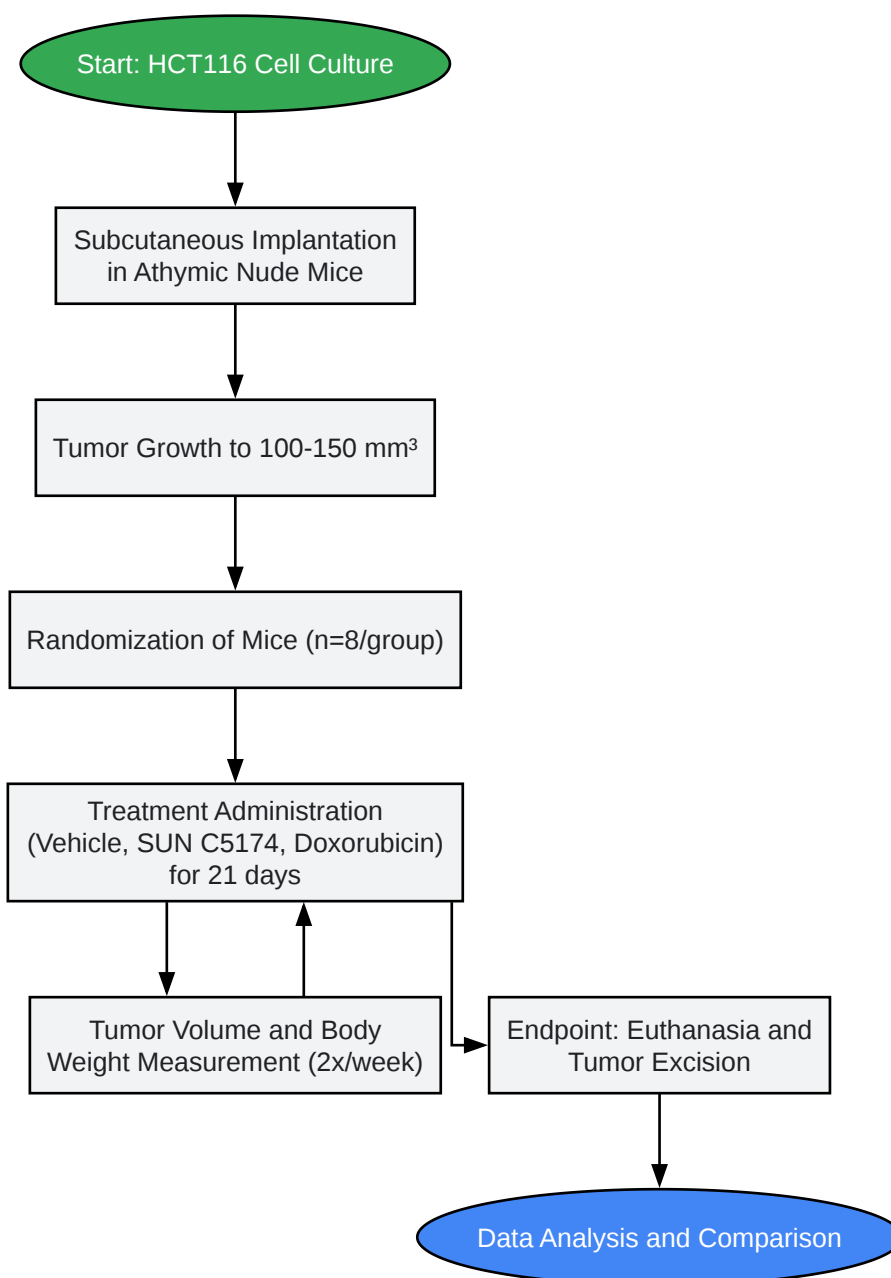 Start: HCT116 Cell Culture
Subcutaneous Implantation
in Athymic Nude Mice
Tumor Growth to 100-150 mm³
Randomization of Mice (n=8/group)
Treatment Administration
(Vehicle, SUN C5174, Doxorubicin)
for 21 days
Tumor Volume and Body
Weight Measurement (2x/week)
Endpoint: Euthanasia and
Tumor Excision
Data Analysis and Comparison